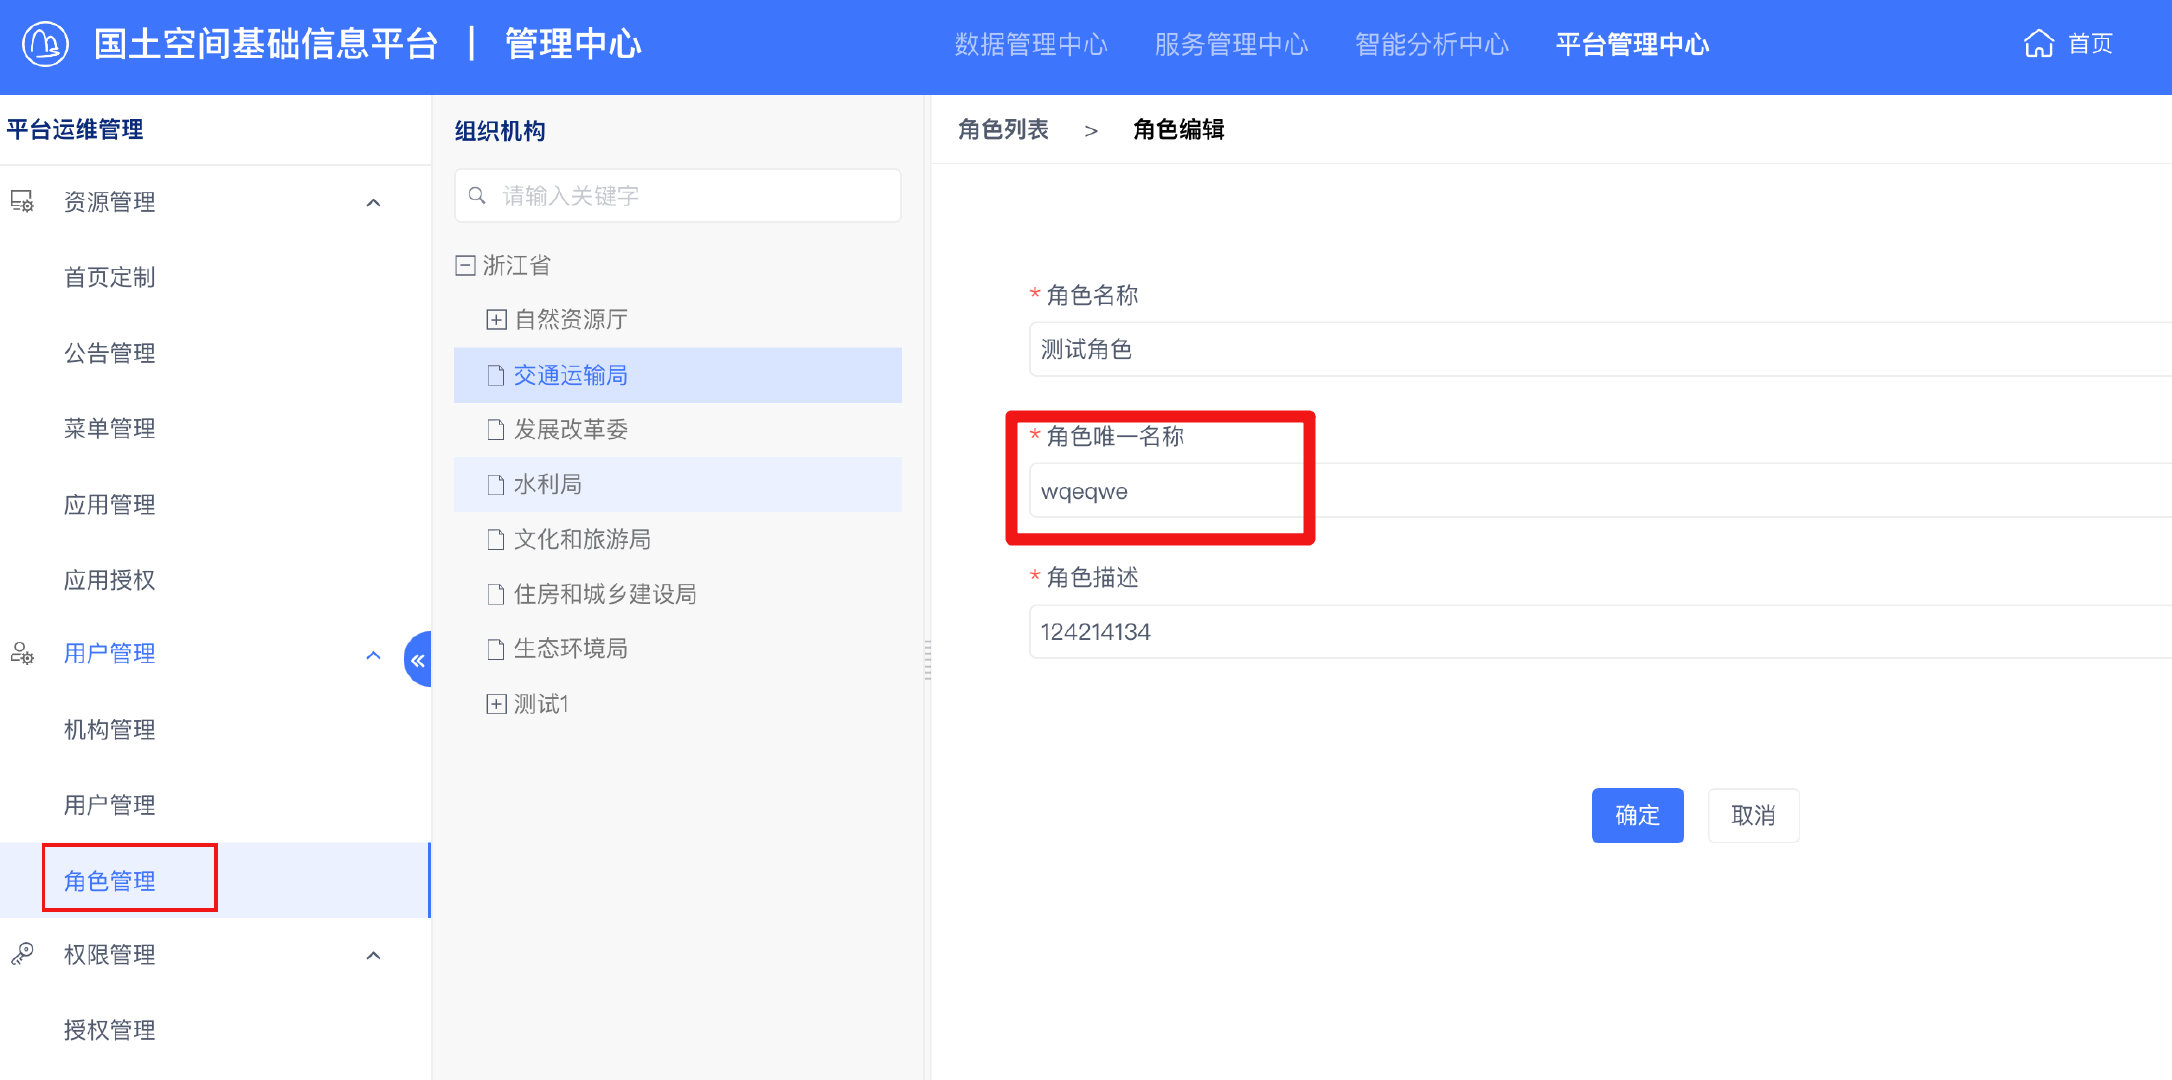 国土空间基础信息平台 | 管理中心
数据管理中心
服务管理中心
智能分析中心
平台管理中心
首页
平台运维管理
资源管理
首页定制
公告管理
菜单管理
应用管理
应用授权
用户管理
机构管理
用户管理
角色管理
权限管理
授权管理
组织机构
请输入关键字
浙江省
自然资源厅
交通运输局
发展改革委
水利局
文化和旅游局
住房和城乡建设局
生态环境局
测试1
角色列表 > 角色编辑
* 角色名称
测试角色
* 角色唯一名称
wqeqwe
* 角色描述
124214134
确定
取消